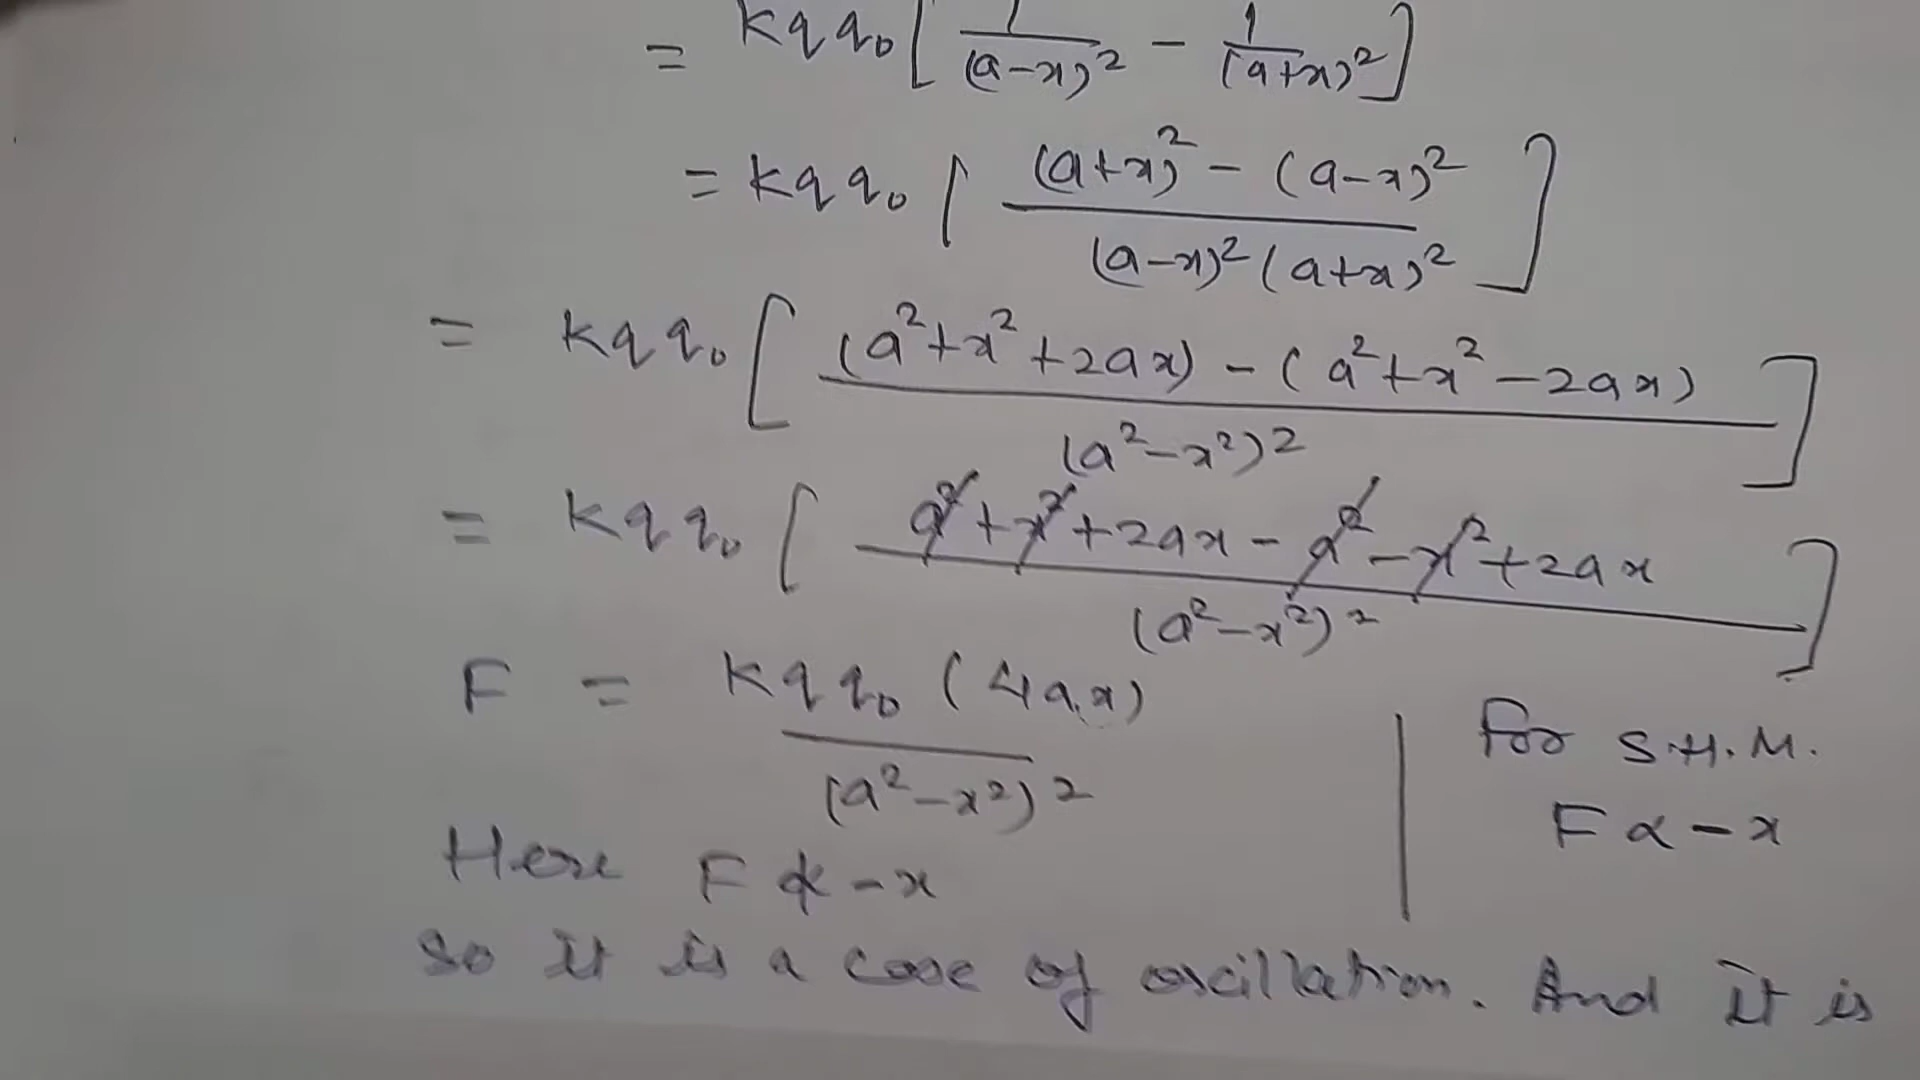 = kqq₀[ 1/(a-x)² - 1/(a+x)² ]
= kqq₀[ ((a+x)² - (a-x)²) / ((a-x)²(a+x)²) ]
= kqq₀[ ((a²+x²+2ax) - (a²+x²-2ax)) / (a²-x²)² ]
= kqq₀[ (a²+x²+2ax-a²-x²+2ax) / (a²-x²)² ]
F = kqq₀(4a.x) / (a²-x²)²
For S.H.M.
F ∝ -x
Here F ∝̸ -x
So it is a case of oscillation. And it is